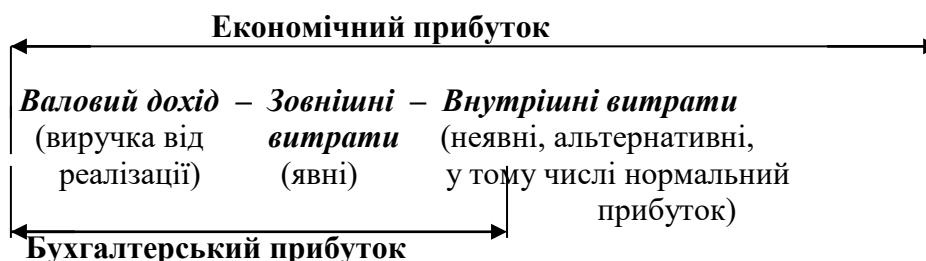 Економічний прибуток
Валовий дохід – Зовнішні – Внутрішні витрати
(виручка від витрати (неявні, альтернативні,
реалізації) (явні) у тому числі нормальний
прибуток)
Бухгалтерський прибуток